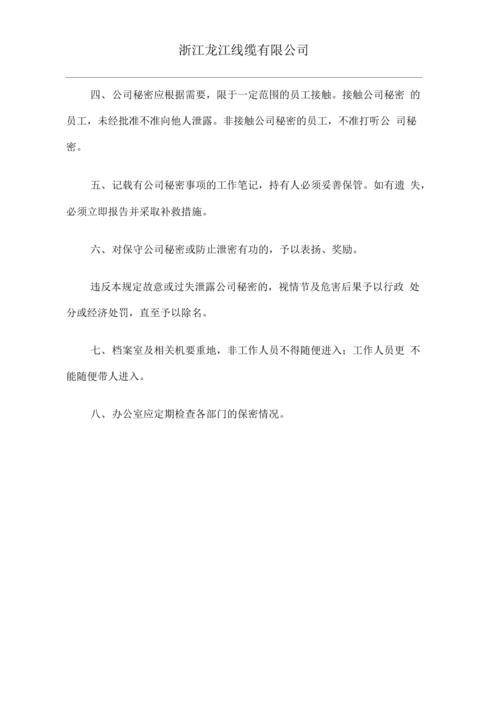 浙江龙江线缆有限公司
四、公司秘密应根据需要，限于一定范围的员工接触。接触公司秘密 的
员工，未经批准不准向他人泄露。非接触公司秘密的员工，不准打听公 司秘
密。
五、记载有公司秘密事项的工作笔记，持有人必须妥善保管。如有遗 失，
必须立即报告并采取补救措施。
六、对保守公司秘密或防止泄密有功的，予以表扬、奖励。
违反本规定故意或过失泄露公司秘密的，视情节及危害后果予以行政 处
分或经济处罚，直至予以除名。
七、档案室及相关机要重地，非工作人员不得随便进入；工作人员更 不
能随便带人进入。
八、办公室应定期检查各部门的保密情况。